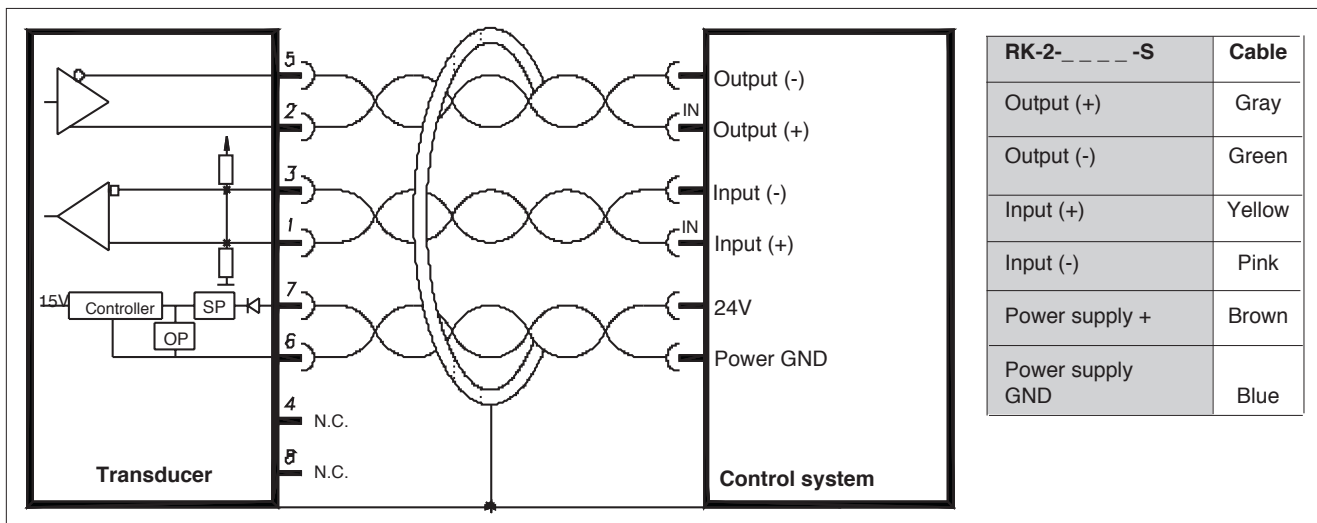 5
Output (-)
2
IN
Output (+)
3
Input (-)
1
IN
Input (+)
15V
Controller
SP
7
24V
OP
6
Power GND
4
N.C.
8
N.C.
Transducer
Control system
RK-2-_ _ _ _ -S Cable
Output (+) Gray
Output (-) Green
Input (+) Yellow
Input (-) Pink
Power supply + Brown
Power supply
GND Blue